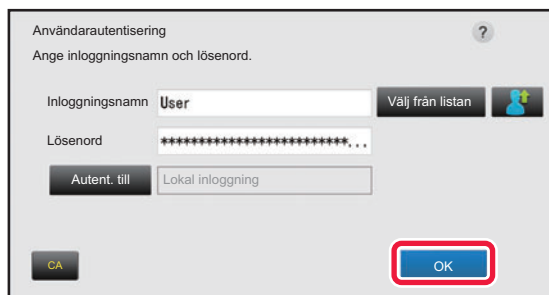 Användarautentisering ?
Ange inloggningsnamn och lösenord.
Inloggningsnamn User Välj från listan
Lösenord *************************...
Autent. till Lokal inloggning
CA OK